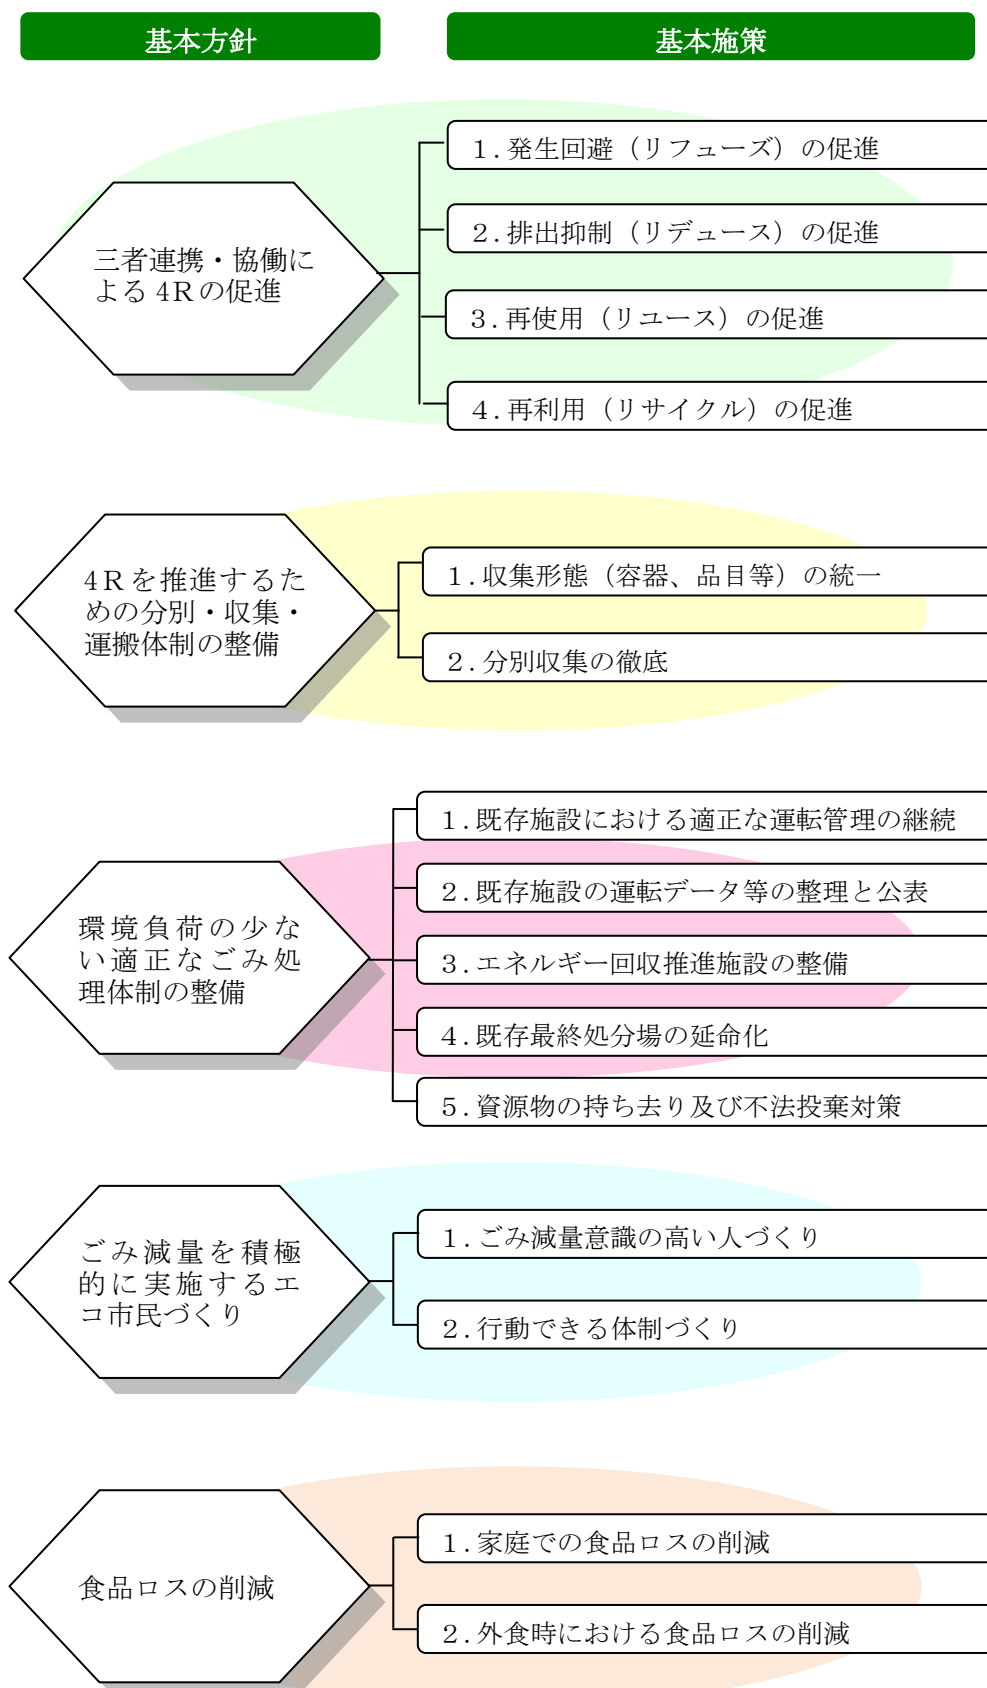 基本方針
基本施策
三者連携・協働に
よる4Rの促進
1.発生回避（リフューズ）の促進
2.排出抑制（リデュース）の促進
3.再使用（リユース）の促進
4.再利用（リサイクル）の促進
4Rを推進するた
めの分別・収集・
運搬体制の整備
1.収集形態（容器、品目等）の統一
2.分別収集の徹底
環境負荷の少な
い適正なごみ処
理体制の整備
1.既存施設における適正な運転管理の継続
2.既存施設の運転データ等の整理と公表
3.エネルギー回収推進施設の整備
4.既存最終処分場の延命化
5.資源物の持ち去り及び不法投棄対策
ごみ減量を積極
的に実施するエ
コ市民づくり
1.ごみ減量意識の高い人づくり
2.行動できる体制づくり
食品ロスの削減
1.家庭での食品ロスの削減
2.外食時における食品ロスの削減